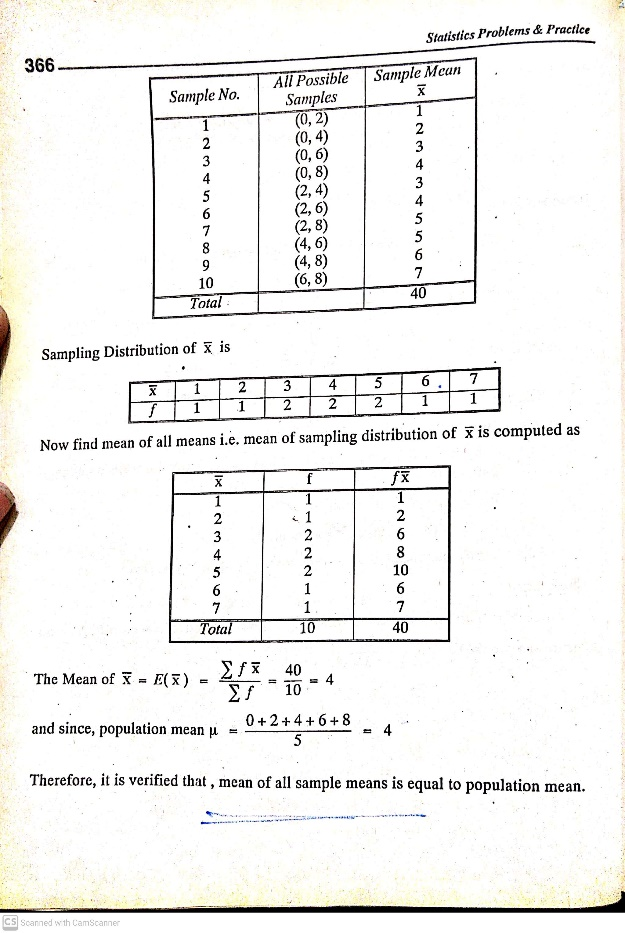 Statistics Problems & Practice
366
Sample No. All Possible Samples Sample Mean x̄
1 (0, 2) 1
2 (0, 4) 2
3 (0, 6) 3
4 (0, 8) 4
5 (2, 4) 3
6 (2, 6) 4
7 (2, 8) 5
8 (4, 6) 5
9 (4, 8) 6
10 (6, 8) 7
Total 40
Sampling Distribution of x̄ is
x̄ 1 2 3 4 5 6 7
f 1 1 2 2 2 1 1
Now find mean of all means i.e. mean of sampling distribution of x̄ is computed as
x̄ f fx̄
1 1 1
2 1 2
3 2 6
4 2 8
5 2 10
6 1 6
7 1 7
Total 10 40
The Mean of x̄ = E(x̄) = ∑fx̄ / ∑f = 40 / 10 = 4
and since, population mean μ = 0+2+4+6+8 / 5 = 4
Therefore, it is verified that , mean of all sample means is equal to population mean.
CS Scanned with CamScanner